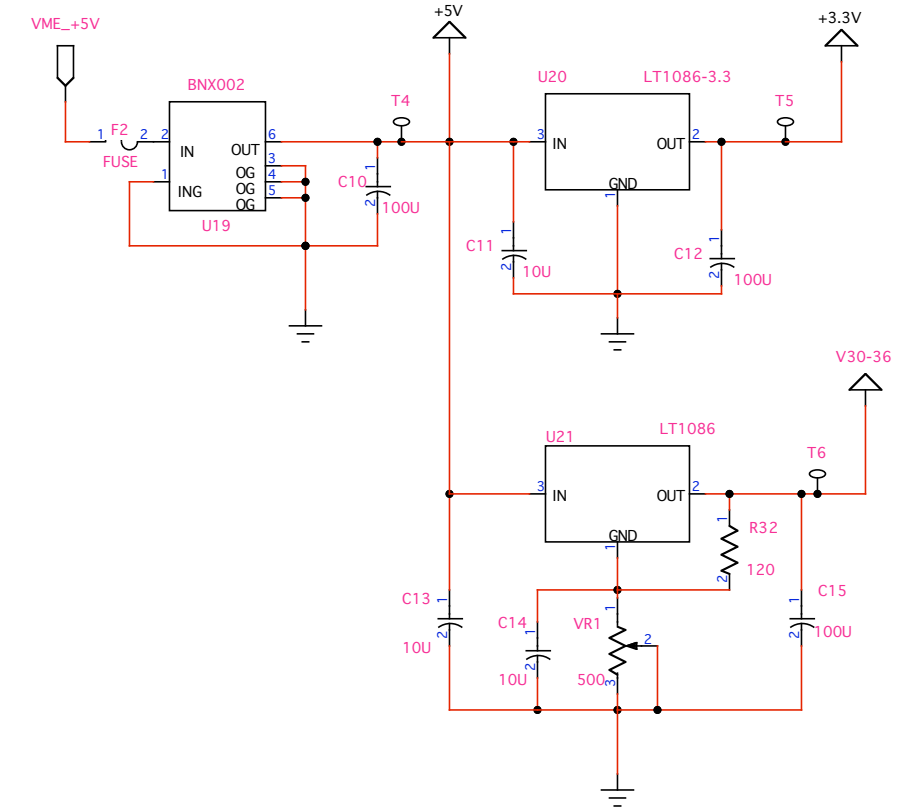 VME_+5V
+5V
+3.3V
BNX002
T4
U20
LT1086-3.3
T5
1
F2
2
2
IN
OUT
6
3
IN
OUT
2
FUSE
1
ING
OG
3
OG
4
OG
5
U19
C10
1
2
100U
GND
1
C11
1
2
10U
C12
1
2
100U
V30-36
U21
LT1086
T6
3
IN
OUT
2
GND
1
R32
1
2
120
C13
1
2
10U
C14
1
2
10U
VR1
1
2
500
3
C15
1
2
100U